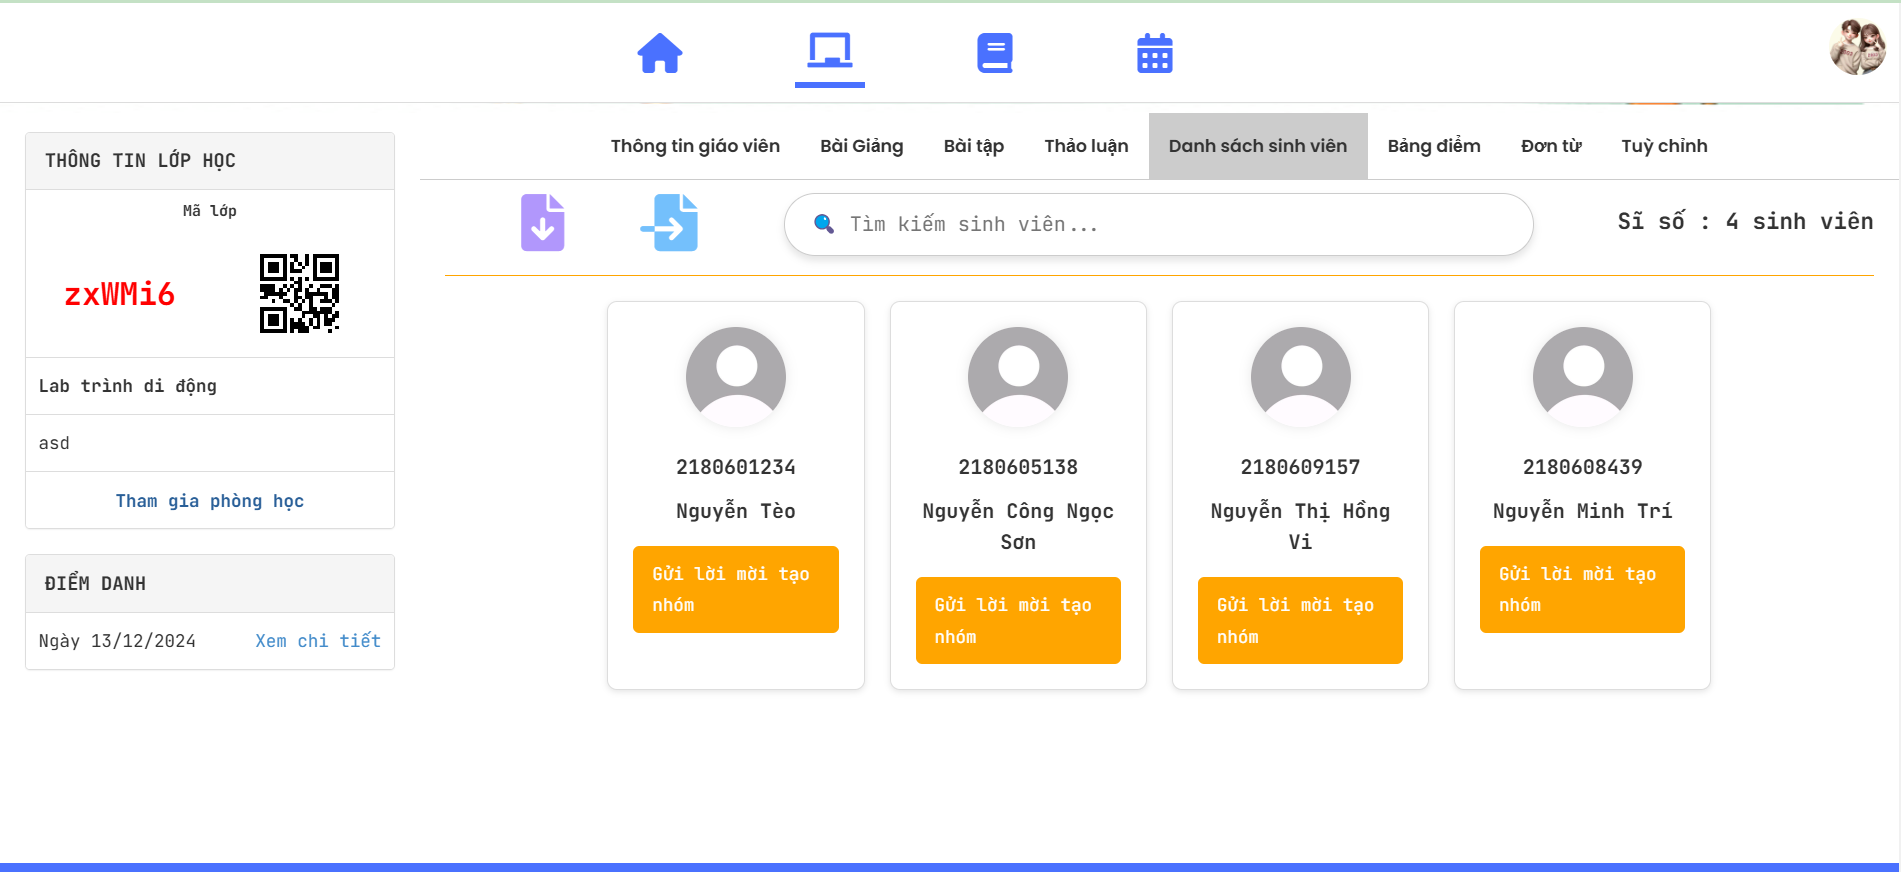 Thông tin giáo viên
Bài Giảng
Bài tập
Thảo luận
Danh sách sinh viên
Bảng điểm
Đơn từ
Tuỳ chỉnh
THÔNG TIN LỚP HỌC
Mã lớp
zxWMi6
Lab trình di động
asd
Tham gia phòng học
ĐIỂM DANH
Ngày 13/12/2024 Xem chi tiết
Tìm kiếm sinh viên...
Sĩ số : 4 sinh viên
2180601234
Nguyễn Tèo
Gửi lời mời tạo
nhóm
2180605138
Nguyễn Công Ngọc
Sơn
Gửi lời mời tạo
nhóm
2180609157
Nguyễn Thị Hồng
Vi
Gửi lời mời tạo
nhóm
2180608439
Nguyễn Minh Trí
Gửi lời mời tạo
nhóm